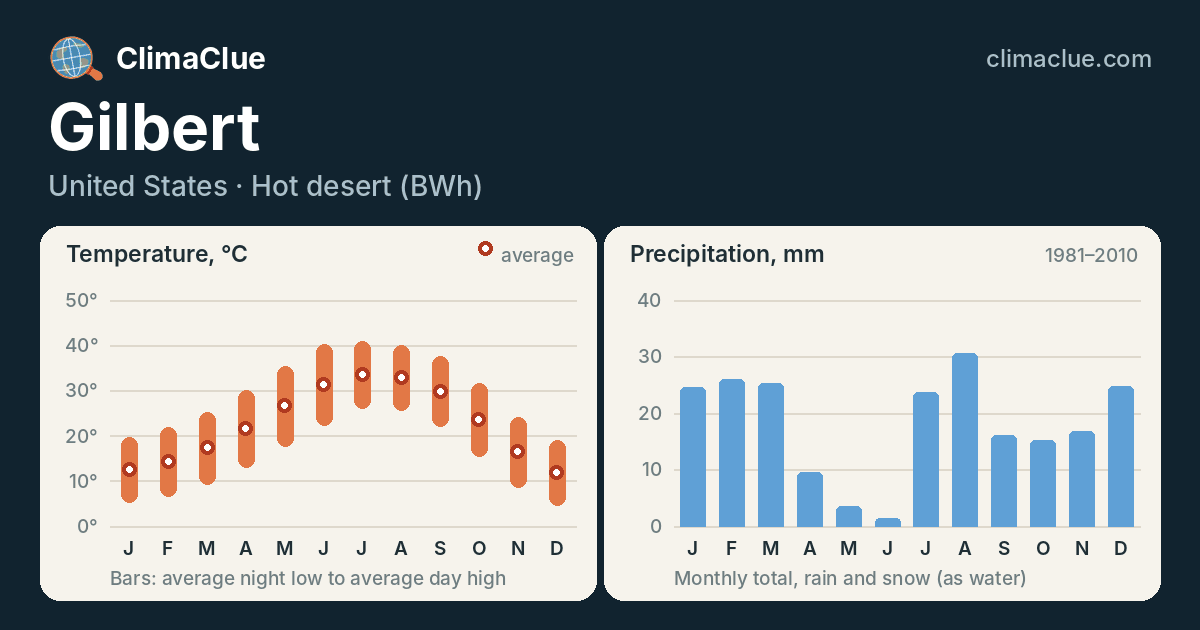 ClimaClue
climaclue.com
Gilbert
United States · Hot desert (BWh)
Temperature, °C
average
50°
40°
30°
20°
10°
0°
J F M A M J J A S O N D
Bars: average night low to average day high
Precipitation, mm
1981–2010
40
30
20
10
0
J F M A M J J A S O N D
Monthly total, rain and snow (as water)